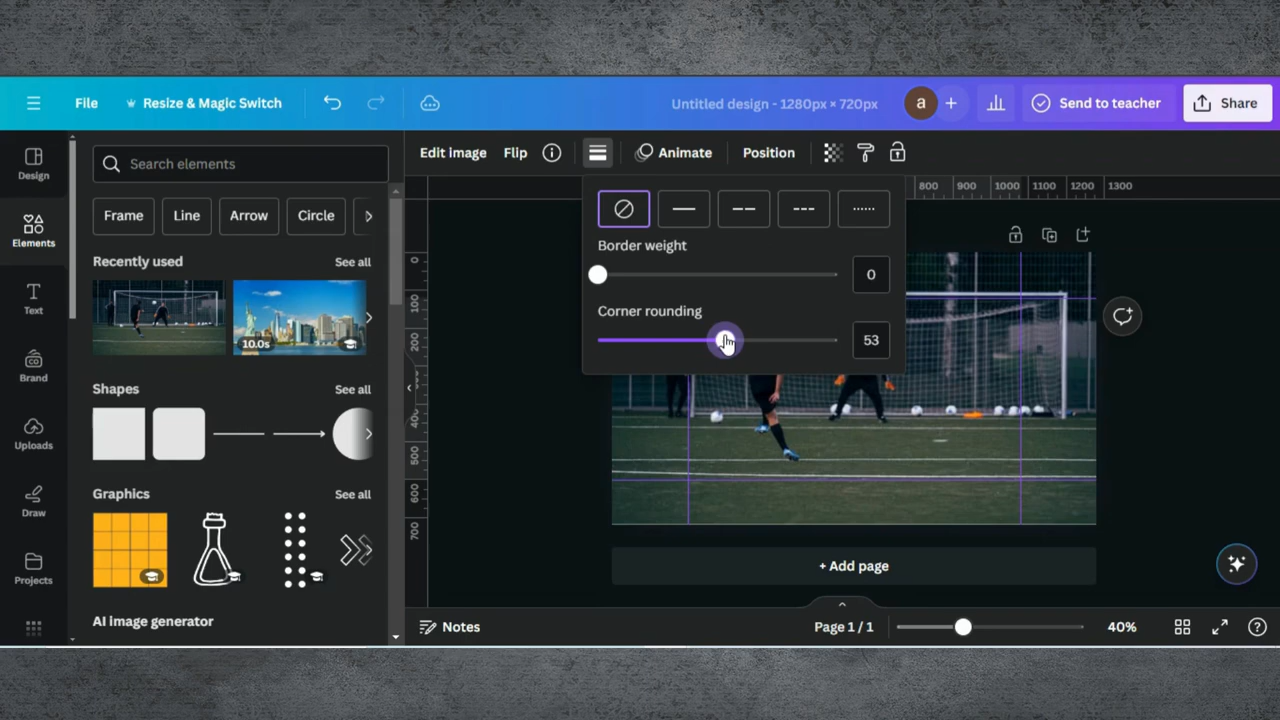 File
Resize & Magic Switch
Untitled design - 1280px × 720px
a
Send to teacher
Share
Design
Elements
Text
Brand
Uploads
Draw
Projects
Search elements
Frame
Line
Arrow
Circle
Recently used
See all
10.0s
Shapes
See all
Graphics
See all
AI image generator
Edit image
Flip
Animate
Position
Border weight
0
Corner rounding
53
800 900 1000 1100 1200 1300
0
100
200
400
500
600
700
+ Add page
Notes
Page 1 / 1
40%